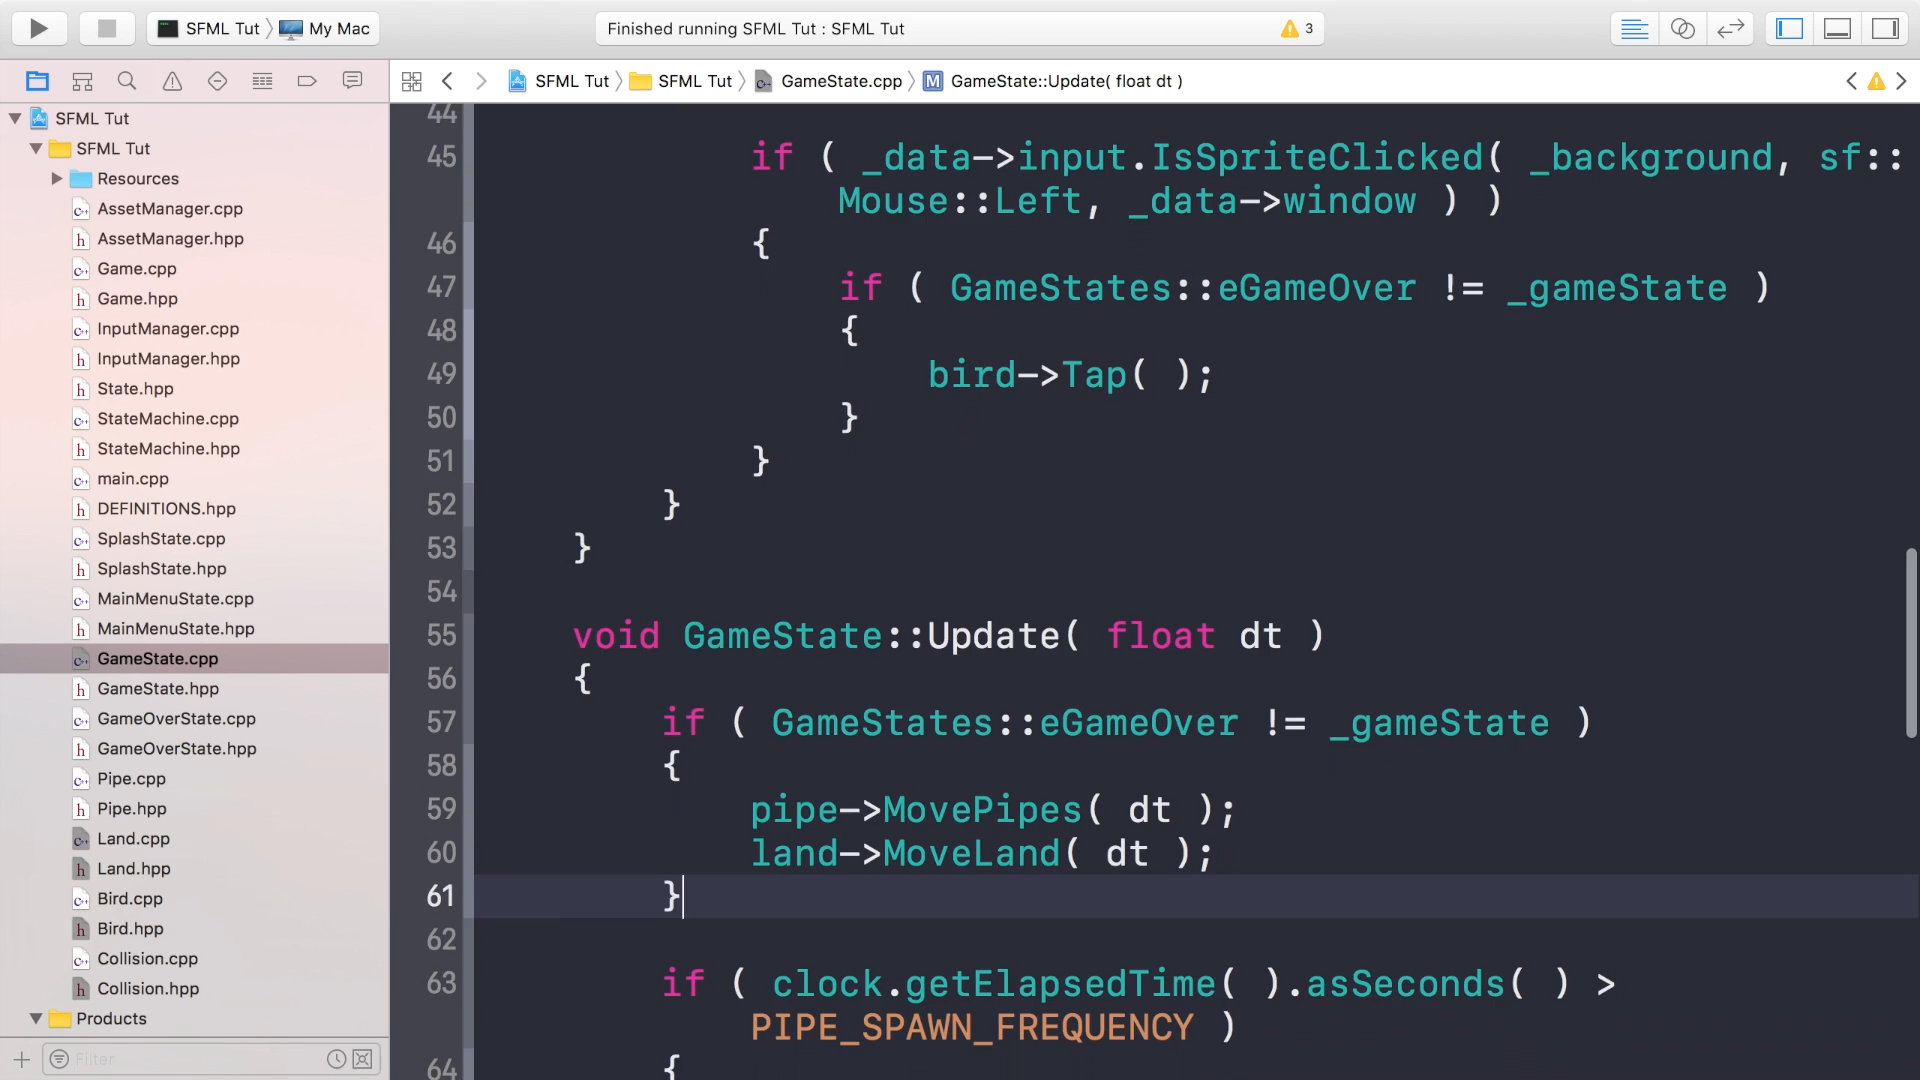 SFML Tut My Mac
Finished running SFML Tut : SFML Tut 3
SFML Tut SFML Tut GameState.cpp M GameState::Update( float dt )
SFML Tut
SFML Tut
Resources
AssetManager.cpp
AssetManager.hpp
Game.cpp
Game.hpp
InputManager.cpp
InputManager.hpp
State.hpp
StateMachine.cpp
StateMachine.hpp
main.cpp
DEFINITIONS.hpp
SplashState.cpp
SplashState.hpp
MainMenuState.cpp
MainMenuState.hpp
GameState.cpp
GameState.hpp
GameOverState.cpp
GameOverState.hpp
Pipe.cpp
Pipe.hpp
Land.cpp
Land.hpp
Bird.cpp
Bird.hpp
Collision.cpp
Collision.hpp
Products
Filter
44
45 if ( _data->input.IsSpriteClicked( _background, sf::
Mouse::Left, _data->window ) )
46 {
47 if ( GameStates::eGameOver != _gameState )
48 {
49 bird->Tap( );
50 }
51 }
52 }
53 }
54
55 void GameState::Update( float dt )
56 {
57 if ( GameStates::eGameOver != _gameState )
58 {
59 pipe->MovePipes( dt );
60 land->MoveLand( dt );
61 }
62
63 if ( clock.getElapsedTime( ).asSeconds( ) >
PIPE_SPAWN_FREQUENCY )
64 {